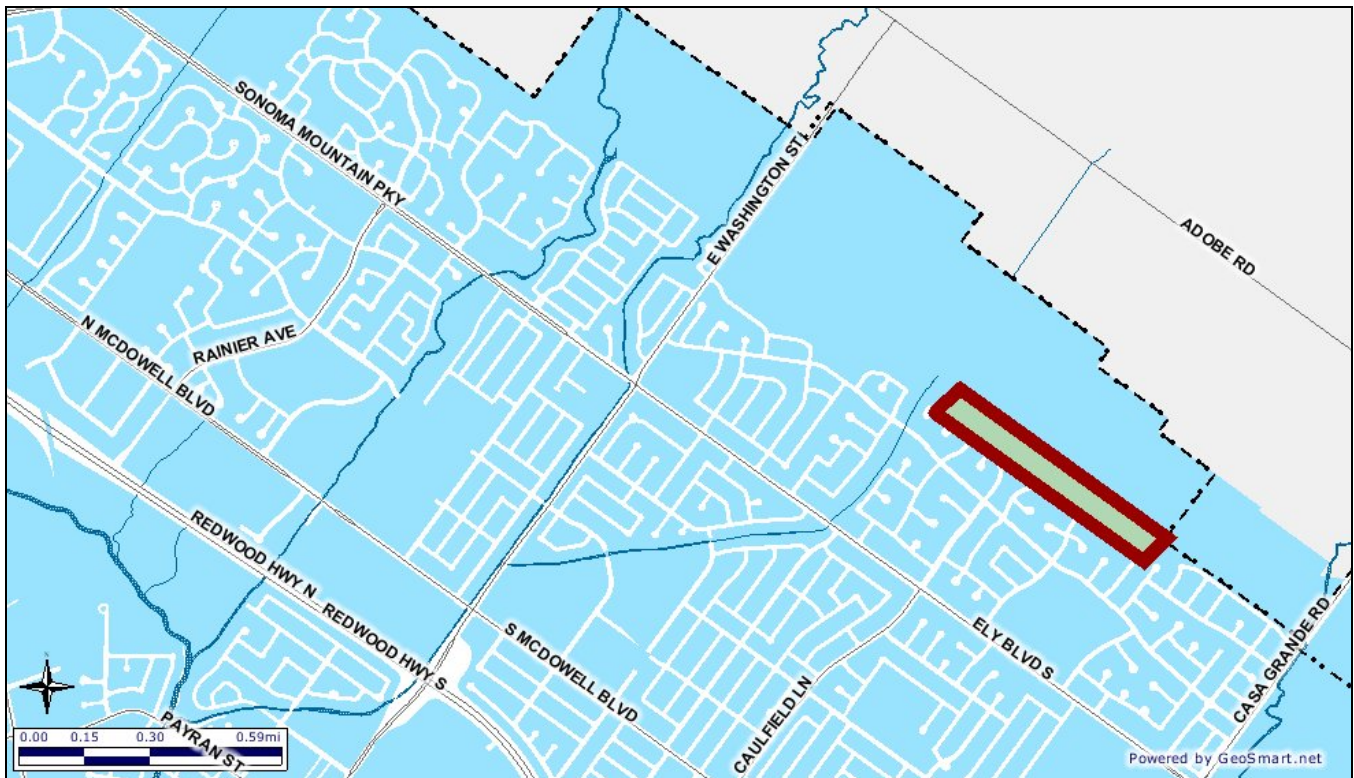 SONOMA MOUNTAIN PKY
E WASHINGTON ST
ADOBE RD
N MCDOWELL BLVD
RAINIER AVE
REDWOOD HWY N
REDWOOD HWY S
S MCDOWELL BLVD
ELY BLVD S
CASA GRANDE RD
CAULFIELD LN
PAYRAN ST
N
0.00 0.15 0.30 0.59mi
Powered by GeoSmart.net